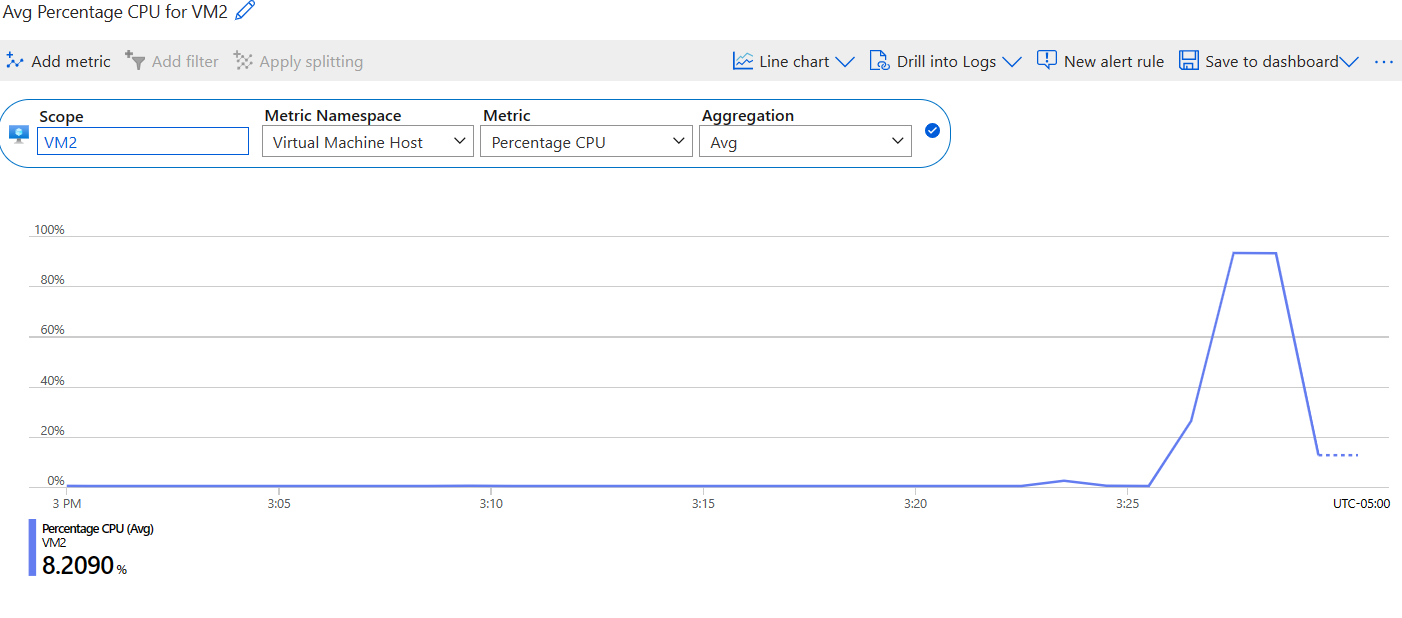 Avg Percentage CPU for VM2
Add metric Add filter Apply splitting Line chart Drill into Logs New alert rule Save to dashboard ...
Scope Metric Namespace Metric Aggregation
VM2 Virtual Machine Host Percentage CPU Avg
100%
80%
60%
40%
20%
0%
3 PM 3:05 3:10 3:15 3:20 3:25 UTC-05:00
Percentage CPU (Avg)
VM2
8.2090 %